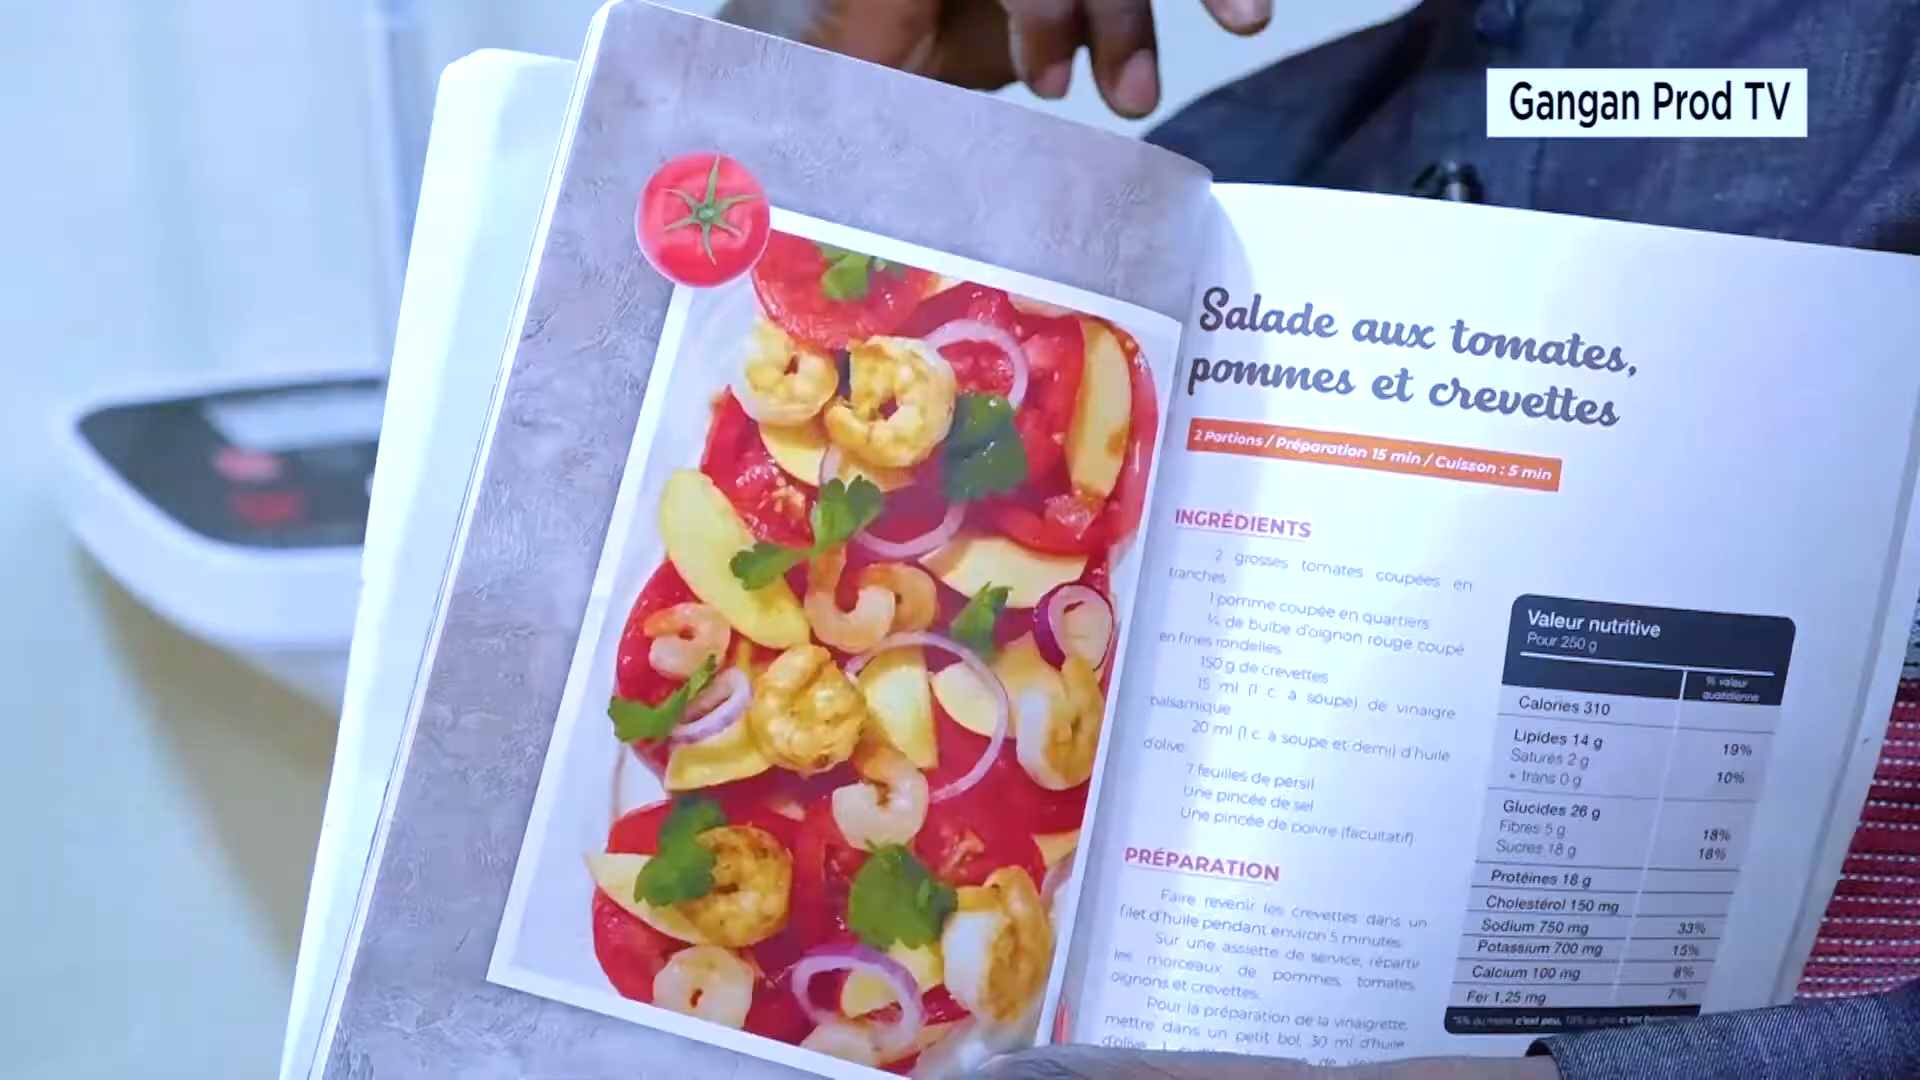 Gangan Prod TV
Salade aux tomates,
pommes et crevettes
2 Portions / Préparation 15 min / Cuisson : 5 min
INGRÉDIENTS
2 grosses tomates coupées en
tranches
1 pomme coupée en quartiers
¼ de bulbe d'oignon rouge coupé
en fines rondelles
150 g de crevettes
15 ml (1 c. à soupe) de vinaigre
balsamique
20 ml (1 c. à soupe et demi) d'huile
d'olive
7 feuilles de persil
Une pincée de sel
Une pincée de poivre (facultatif)
PRÉPARATION
Faire revenir les crevettes dans un
filet d'huile pendant environ 5 minutes.
Sur une assiette de service, répartir
les morceaux de pommes, tomates,
oignons et crevettes.
Pour la préparation de la vinaigrette,
mettre dans un petit bol, 30 ml d'huile
d'olive, 1
Valeur nutritive
Pour 250 g
% valeur
quotidienne
Calories 310
Lipides 14 g 19%
Saturés 2 g
+ trans 0 g 10%
Glucides 26 g
Fibres 5 g 18%
Sucres 18 g 18%
Protéines 18 g
Cholestérol 150 mg
Sodium 750 mg 33%
Potassium 700 mg 15%
Calcium 100 mg 8%
Fer 1,25 mg 7%
c'est peu,